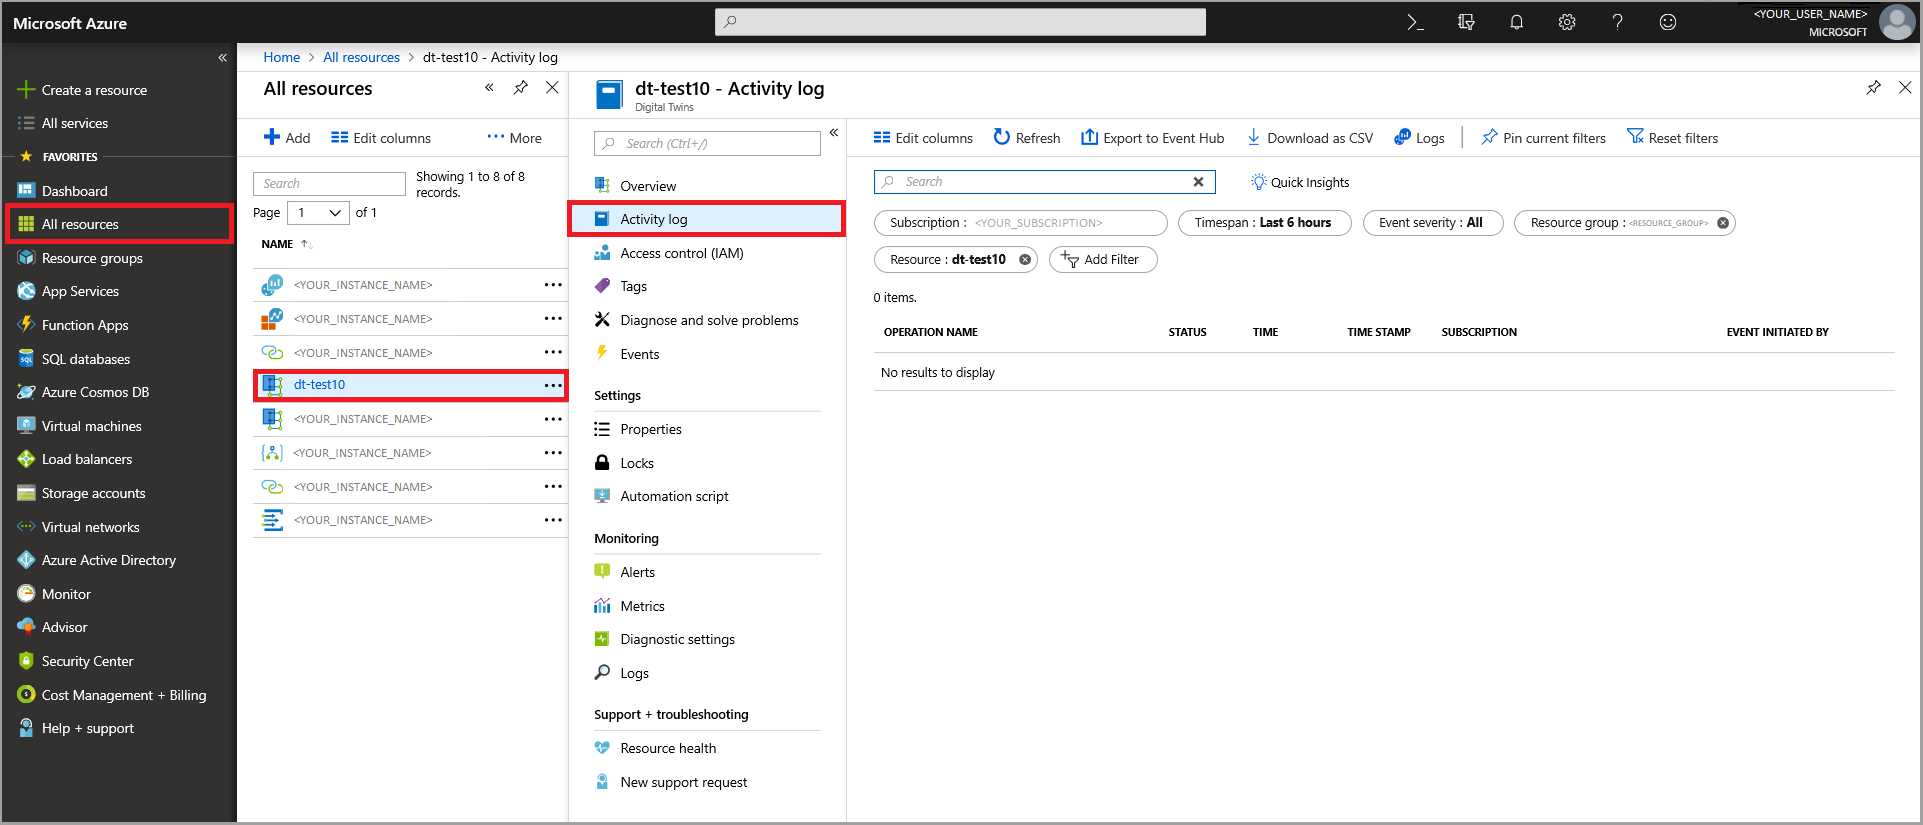 Microsoft Azure
<YOUR_USER_NAME>
MICROSOFT
Create a resource
All services
FAVORITES
Dashboard
All resources
Resource groups
App Services
Function Apps
SQL databases
Azure Cosmos DB
Virtual machines
Load balancers
Storage accounts
Virtual networks
Azure Active Directory
Monitor
Advisor
Security Center
Cost Management + Billing
Help + support
Home > All resources > dt-test10 - Activity log
All resources
Add Edit columns More
Search
Showing 1 to 8 of 8
records.
Page 1 of 1
NAME
<YOUR_INSTANCE_NAME>
<YOUR_INSTANCE_NAME>
<YOUR_INSTANCE_NAME>
dt-test10
<YOUR_INSTANCE_NAME>
<YOUR_INSTANCE_NAME>
<YOUR_INSTANCE_NAME>
<YOUR_INSTANCE_NAME>
dt-test10 - Activity log
Digital Twins
Search (Ctrl+/)
Overview
Activity log
Access control (IAM)
Tags
Diagnose and solve problems
Events
Settings
Properties
Locks
Automation script
Monitoring
Alerts
Metrics
Diagnostic settings
Logs
Support + troubleshooting
Resource health
New support request
Edit columns Refresh Export to Event Hub Download as CSV Logs Pin current filters Reset filters
Search
Quick Insights
Subscription : <YOUR_SUBSCRIPTION> Timespan : Last 6 hours Event severity : All Resource group : <RESOURCE_GROUP>
Resource : dt-test10 Add Filter
0 items.
OPERATION NAME STATUS TIME TIME STAMP SUBSCRIPTION EVENT INITIATED BY
No results to display